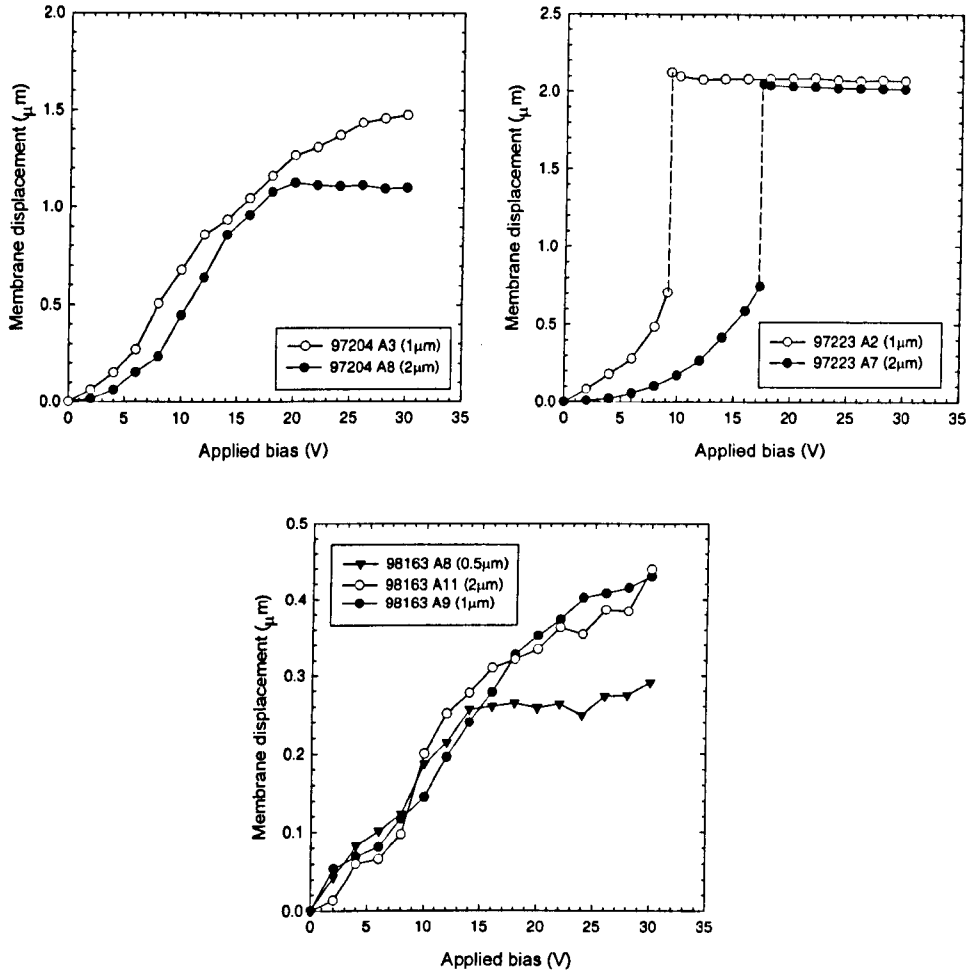 2.0
1.5
1.0
0.5
0.0
Membrane displacement (μm)
97204 A3 (1μm)
97204 A8 (2μm)
0 5 10 15 20 25 30 35
Applied bias (V)
2.5
2.0
1.5
1.0
0.5
0.0
Membrane displacement (μm)
97223 A2 (1μm)
97223 A7 (2μm)
0 5 10 15 20 25 30 35
Applied bias (V)
0.5
0.4
0.3
0.2
0.1
0.0
Membrane displacement (μm)
98163 A8 (0.5μm)
98163 A11 (2μm)
98163 A9 (1μm)
0 5 10 15 20 25 30 35
Applied bias (V)